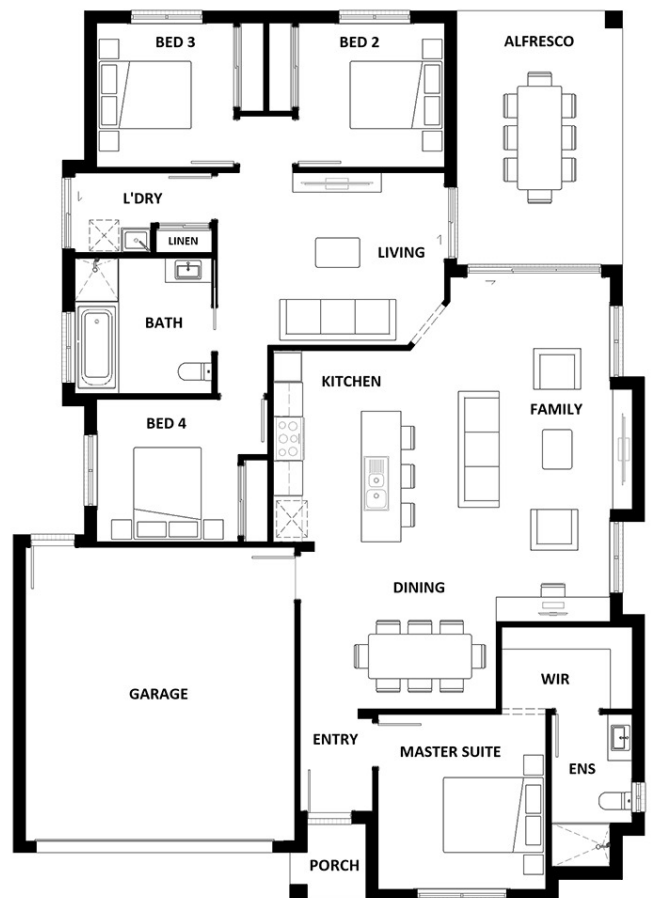 BED 3
BED 2
ALFRESCO
L'DRY
LINEN
LIVING
BATH
KITCHEN
FAMILY
BED 4
DINING
WIR
GARAGE
ENTRY
MASTER SUITE
ENS
PORCH